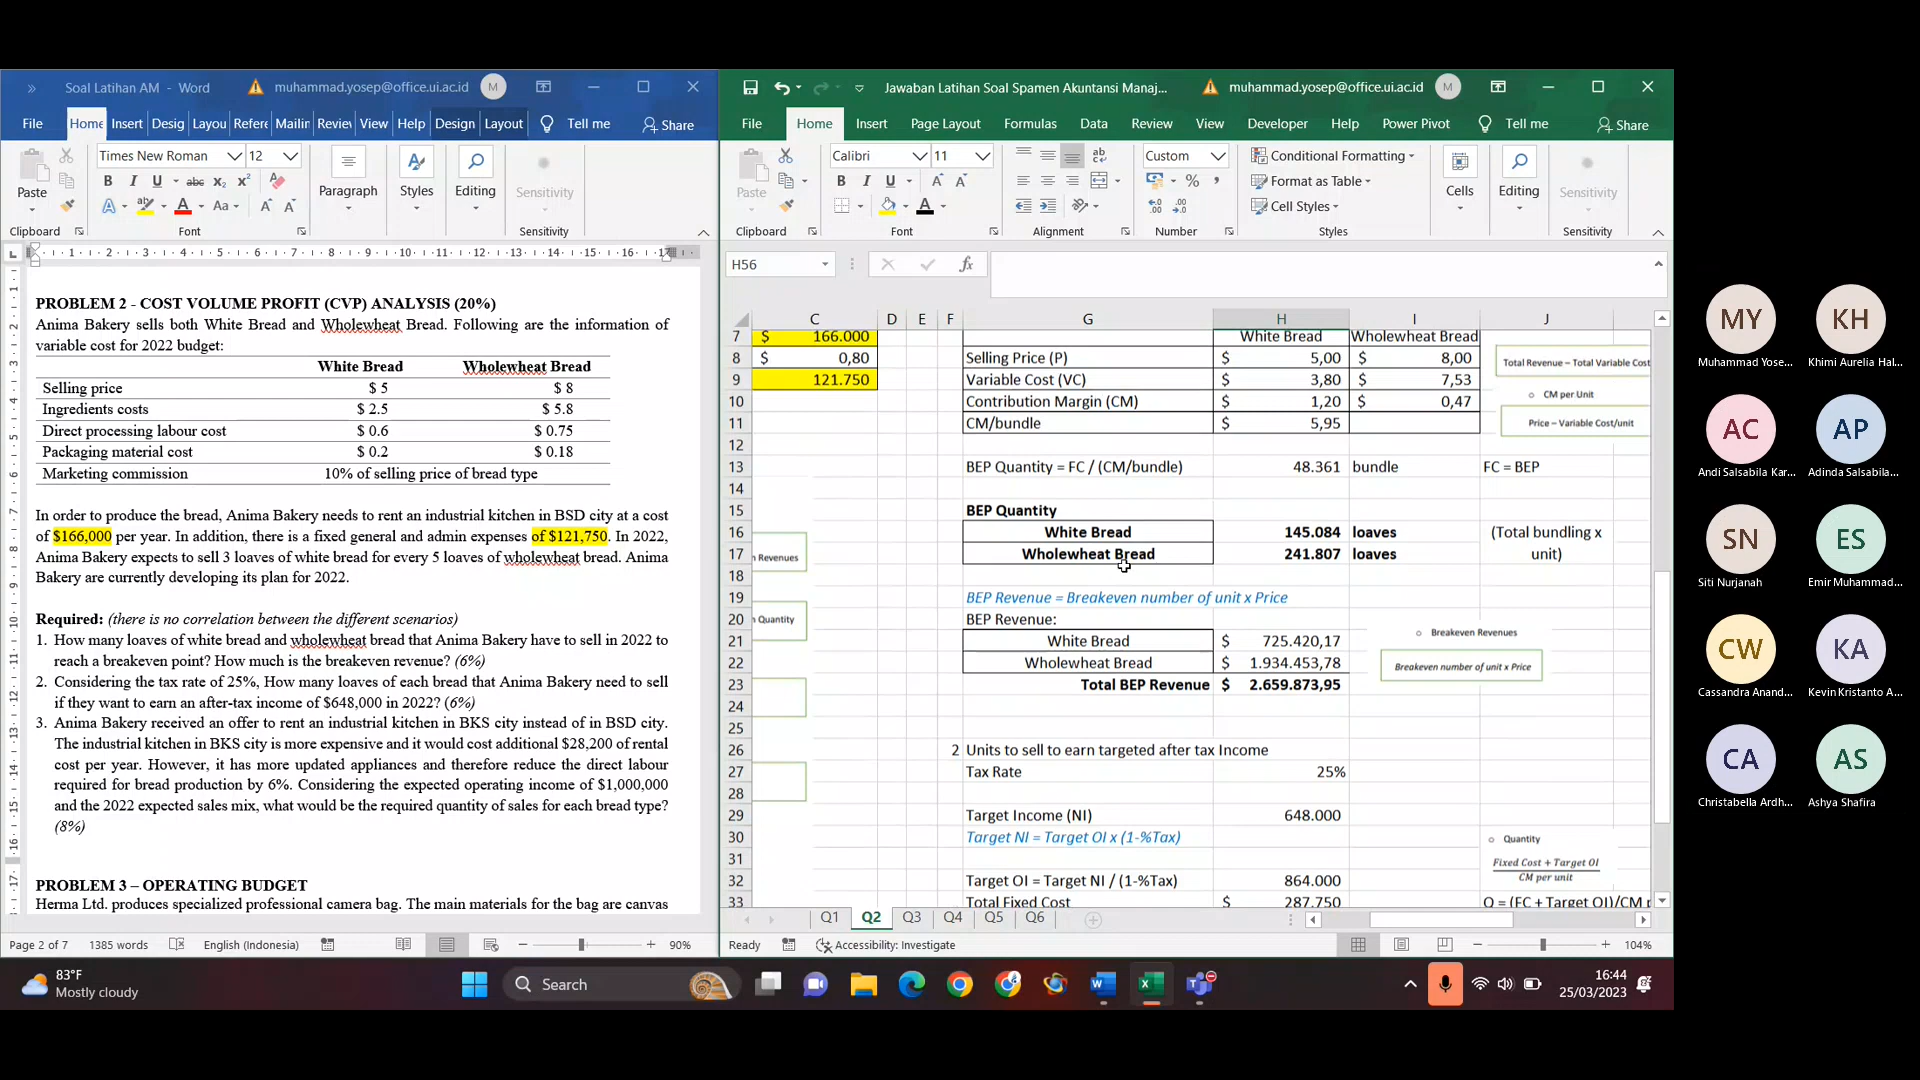 Soal Latihan AM - Word
muhammad.yosep@office.ui.ac.id
M
File Home Insert Desig Layou Refere Mailin Review View Help Design Layout Tell me Share
Times New Roman 12
Paste
Paragraph Styles Editing Sensitivity
Clipboard Font Sensitivity
PROBLEM 2 - COST VOLUME PROFIT (CVP) ANALYSIS (20%)
Anima Bakery sells both White Bread and Wholewheat Bread. Following are the information of
variable cost for 2022 budget:
White Bread Wholewheat Bread
Selling price $ 5 $ 8
Ingredients costs $ 2.5 $ 5.8
Direct processing labour cost $ 0.6 $ 0.75
Packaging material cost $ 0.2 $ 0.18
Marketing commission 10% of selling price of bread type
In order to produce the bread, Anima Bakery needs to rent an industrial kitchen in BSD city at a cost
of $166,000 per year. In addition, there is a fixed general and admin expenses of $121,750. In 2022,
Anima Bakery expects to sell 3 loaves of white bread for every 5 loaves of wholewheat bread. Anima
Bakery are currently developing its plan for 2022.
Required: (there is no correlation between the different scenarios)
1. How many loaves of white bread and wholewheat bread that Anima Bakery have to sell in 2022 to
reach a breakeven point? How much is the breakeven revenue? (6%)
2. Considering the tax rate of 25%, How many loaves of each bread that Anima Bakery need to sell
if they want to earn an after-tax income of $648,000 in 2022? (6%)
3. Anima Bakery received an offer to rent an industrial kitchen in BKS city instead of in BSD city.
The industrial kitchen in BKS city is more expensive and it would cost additional $28,200 of rental
cost per year. However, it has more updated appliances and therefore reduce the direct labour
required for bread production by 6%. Considering the expected operating income of $1,000,000
and the 2022 expected sales mix, what would be the required quantity of sales for each bread type?
(8%)
PROBLEM 3 – OPERATING BUDGET
Herma Ltd. produces specialized professional camera bag. The main materials for the bag are canvas
Page 2 of 7 1385 words English (Indonesia) 90%
Jawaban Latihan Soal Spamen Akuntansi Manaj...
muhammad.yosep@office.ui.ac.id
M
File Home Insert Page Layout Formulas Data Review View Developer Help Power Pivot Tell me Share
Calibri 11 Custom
Conditional Formatting
Format as Table
Cell Styles
Paste
Cells Editing Sensitivity
Clipboard Font Alignment Number Styles Sensitivity
H56 fx
C D E F G H I J
7 $ 166.000 White Bread Wholewheat Bread
8 $ 0,80 Selling Price (P) $ 5,00 $ 8,00 Total Revenue – Total Variable Cost
9 121.750 Variable Cost (VC) $ 3,80 $ 7,53
10 Contribution Margin (CM) $ 1,20 $ 0,47 CM per Unit
11 CM/bundle $ 5,95 Price – Variable Cost/unit
12
13 BEP Quantity = FC / (CM/bundle) 48.361 bundle FC = BEP
14
15 BEP Quantity
16 White Bread 145.084 loaves (Total bundling x
17 Revenues Wholewheat Bread 241.807 loaves unit)
18
19 BEP Revenue = Breakeven number of unit x Price
20 Quantity BEP Revenue:
21 White Bread $ 725.420,17 Breakeven Revenues
22 Wholewheat Bread $ 1.934.453,78 Breakeven number of unit x Price
23 Total BEP Revenue $ 2.659.873,95
24
25
26 2 Units to sell to earn targeted after tax Income
27 Tax Rate 25%
28
29 Target Income (NI) 648.000
30 Target NI = Target OI x (1-%Tax) Quantity
31 Fixed Cost + Target OI
32 Target OI = Target NI / (1-%Tax) 864.000 CM per unit
33 Total Fixed Cost $ 287.750 Q = (FC + Target OI)/CM p
Q1 Q2 Q3 Q4 Q5 Q6
Ready Accessibility: Investigate 104%
83°F
Mostly cloudy
Search
16:44
25/03/2023
MY KH
Muhammad Yose... Khimi Aurelia Hal...
AC AP
Andi Salsabila Kar... Adinda Salsabila...
SN ES
Siti Nurjanah Emir Muhammad...
CW KA
Cassandra Anand... Kevin Kristanto A...
CA AS
Christabella Ardh... Ashya Shafira